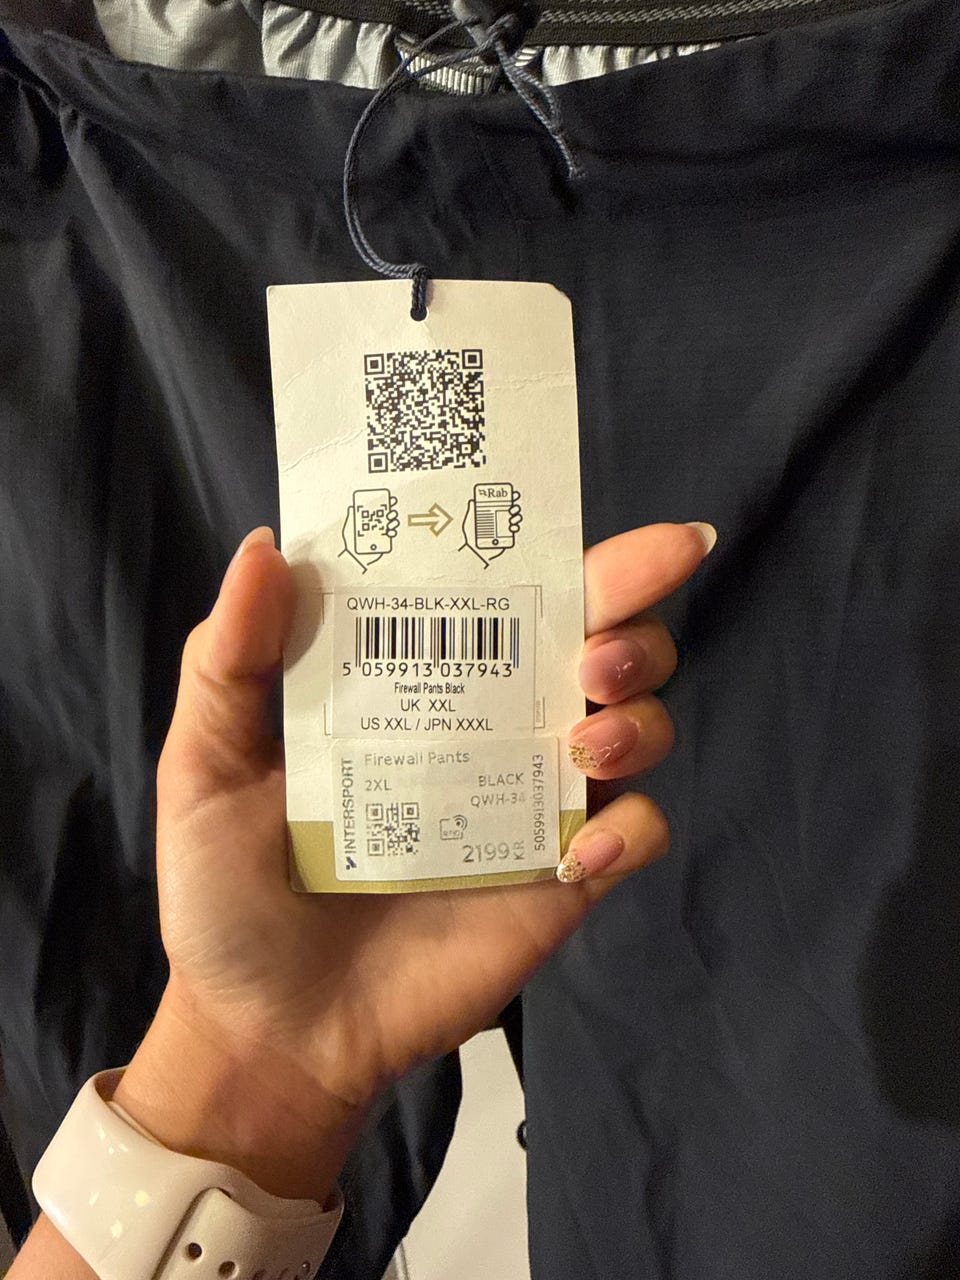 Rab
QWH-34-BLK-XXL-RG
5 059913 037943
Firewall Pants Black
UK XXL
US XXL / JPN XXXL
INTERSPORT
Firewall Pants
2XL
BLACK
QWH-34
2199 KR
5059913037943